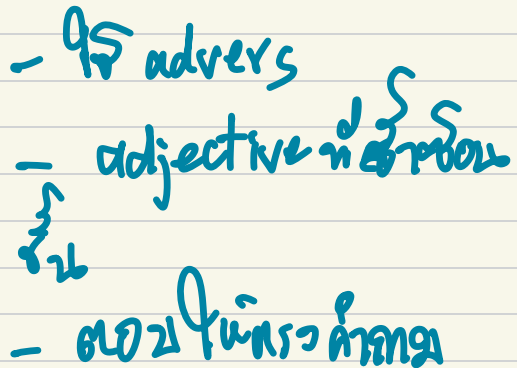 - ใช้ advers
- adjective ที่ซ้ำซ้อน
ขึ้น
- ตอบให้ตรงคำถาม